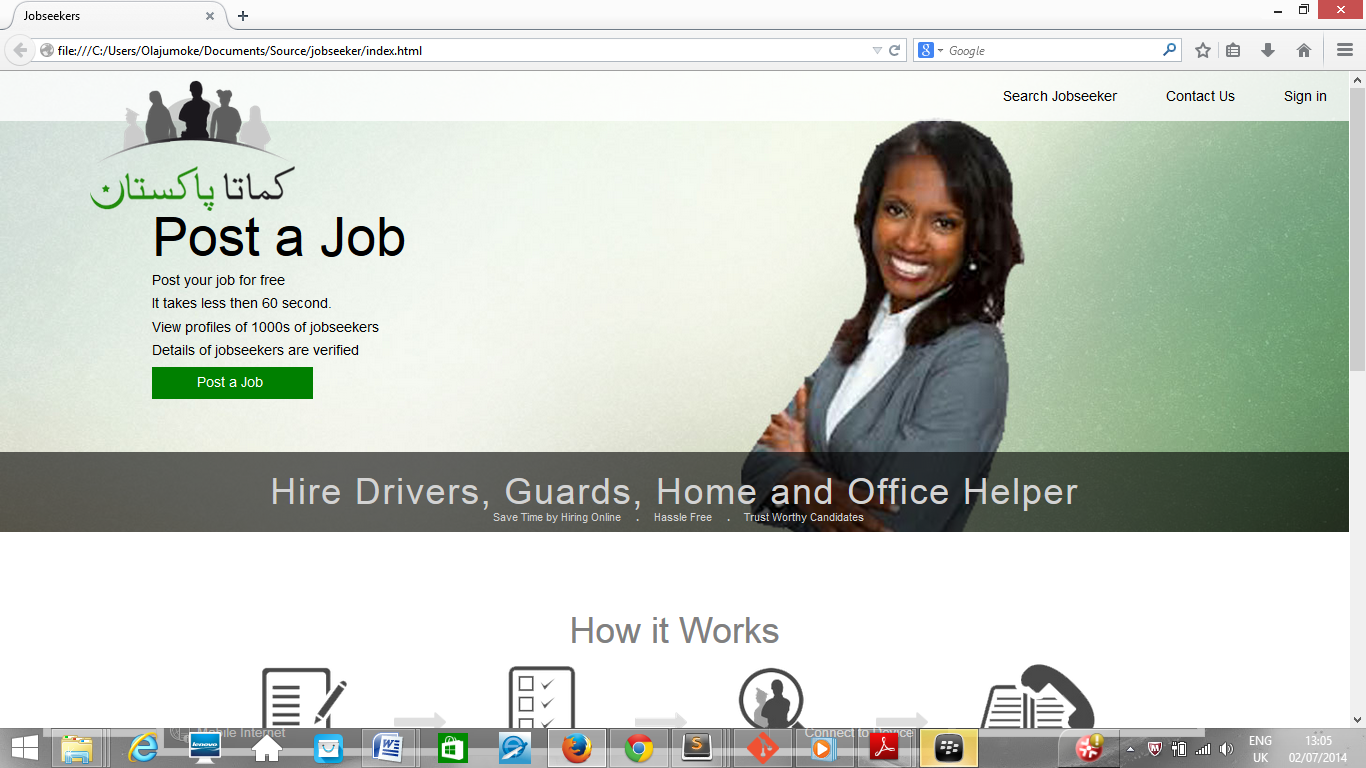 Jobseekers
file:///C:/Users/Olajumoke/Documents/Source/jobseeker/index.html
Google
Search Jobseeker
Contact Us
Sign in
کماتا پاکستان
Post a Job
Post your job for free
It takes less then 60 second.
View profiles of 1000s of jobseekers
Details of jobseekers are verified
Post a Job
Hire Drivers, Guards, Home and Office Helper
Save Time by Hiring Online . Hassle Free . Trust Worthy Candidates
How it Works
Mobile Internet
Connect to Device
lenovo
ENG 13:05
UK 02/07/2014